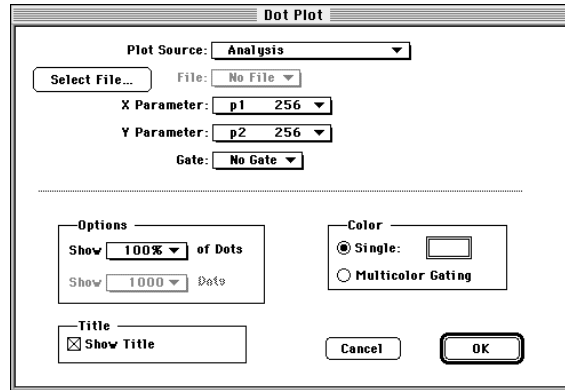 Dot Plot
Plot Source: Analysis
Select File... File: No File
X Parameter: p1 256
Y Parameter: p2 256
Gate: No Gate
Options
Show 100% of Dots
Show 1000 Dots
Color
Single:
Multicolor Gating
Title
Show Title
Cancel
OK